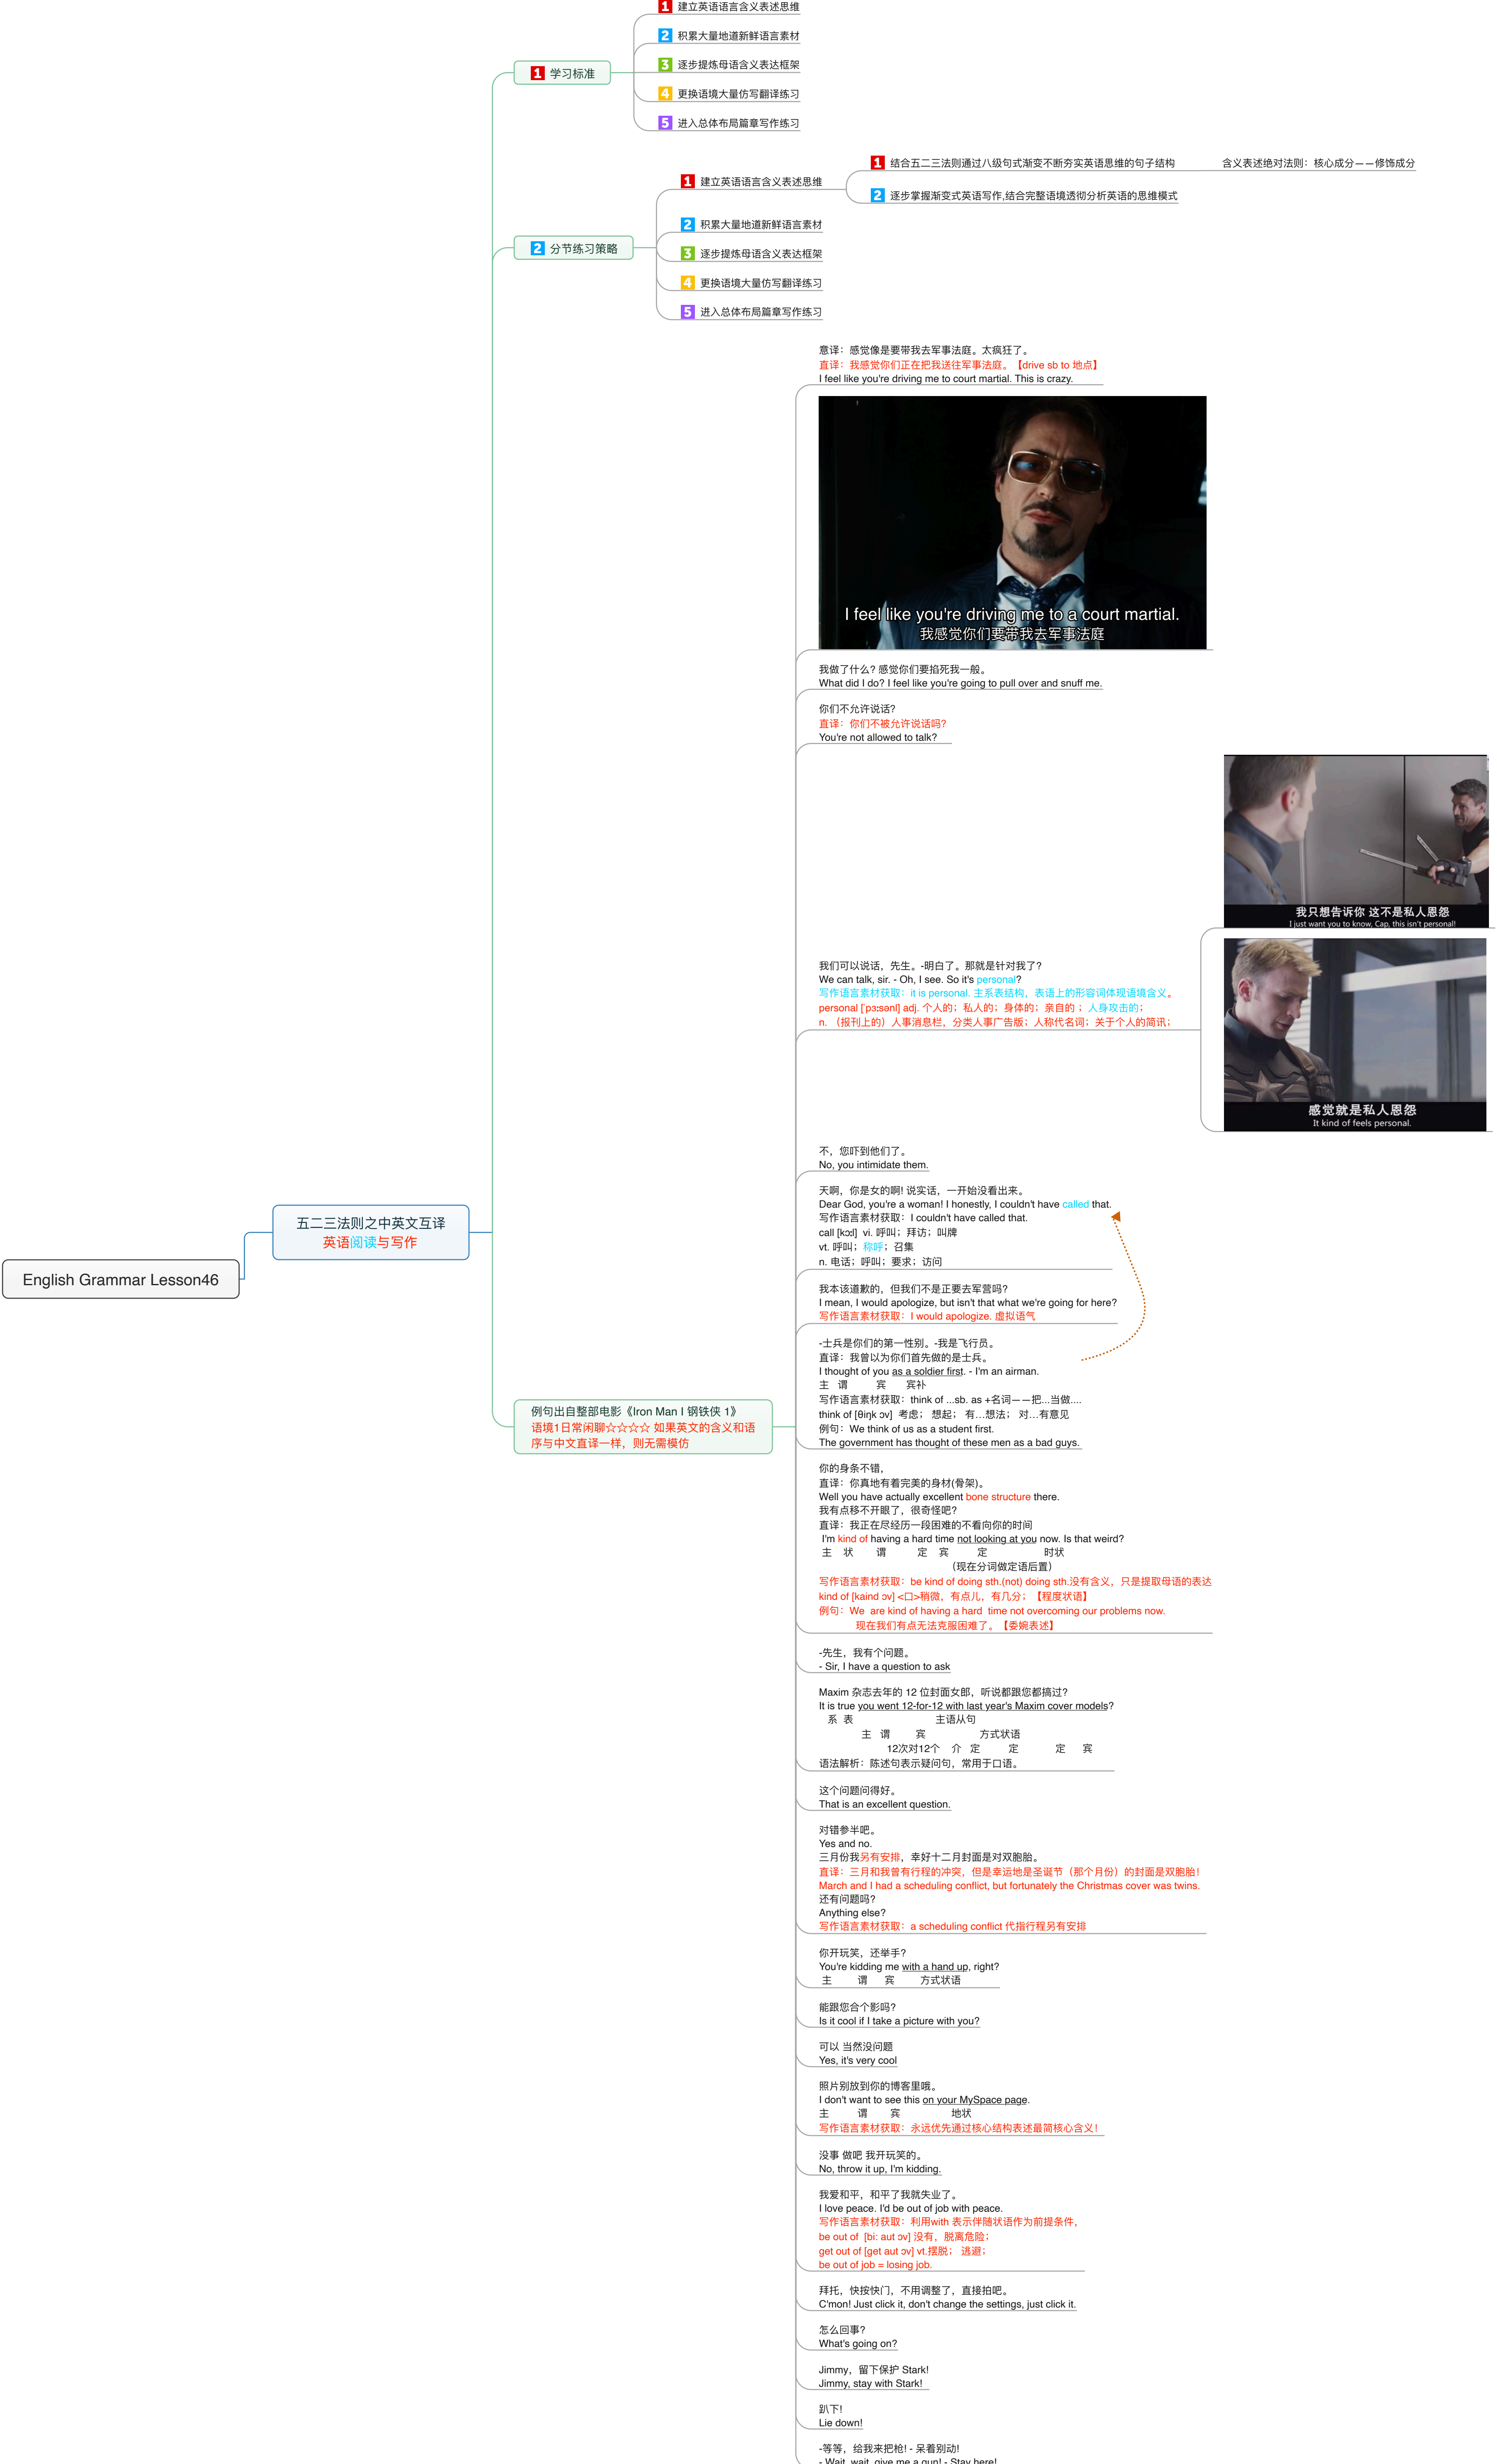 English Grammar Lesson46
五二三法则之中英文互译
英语阅读与写作
1 学习标准
1 建立英语语言含义表述思维
2 积累大量地道新鲜语言素材
3 逐步提炼母语含义表达框架
4 更换语境大量仿写翻译练习
5 进入总体布局篇章写作练习
2 分节练习策略
1 建立英语语言含义表述思维
1 结合五二三法则通过八级句式渐变不断夯实英语思维的句子结构
含义表述绝对法则：核心成分——修饰成分
2 逐步掌握渐变式英语写作,结合完整语境透彻分析英语的思维模式
2 积累大量地道新鲜语言素材
3 逐步提炼母语含义表达框架
4 更换语境大量仿写翻译练习
5 进入总体布局篇章写作练习
例句出自整部电影《Iron Man I 钢铁侠 1》
语境1日常闲聊☆☆☆☆ 如果英文的含义和语
序与中文直译一样，则无需模仿
意译：感觉像是要带我去军事法庭。太疯狂了。
直译：我感觉你们正在把我送往军事法庭。【drive sb to 地点】
I feel like you're driving me to court martial. This is crazy.
I feel like you're driving me to a court martial.
我感觉你们要带我去军事法庭
我做了什么? 感觉你们要掐死我一般。
What did I do? I feel like you're going to pull over and snuff me.
你们不允许说话?
直译：你们不被允许说话吗?
You're not allowed to talk?
我们可以说话，先生。-明白了。那就是针对我了?
We can talk, sir. - Oh, I see. So it's personal?
写作语言素材获取：it is personal. 主系表结构，表语上的形容词体现语境含义。
personal [ˈpɜːsənl] adj. 个人的；私人的；身体的；亲自的 ；人身攻击的；
n. （报刊上的）人事消息栏，分类人事广告版；人称代名词；关于个人的简讯；
我只想告诉你 这不是私人恩怨
I just want you to know, Cap, this isn't personal!
感觉就是私人恩怨
It kind of feels personal.
不，您吓到他们了。
No, you intimidate them.
天啊，你是女的啊! 说实话，一开始没看出来。
Dear God, you're a woman! I honestly, I couldn't have called that.
写作语言素材获取：I couldn't have called that.
call [kɔːl] vi. 呼叫；拜访；叫牌
vt. 呼叫；称呼；召集
n. 电话；呼叫；要求；访问
我本该道歉的，但我们不是正要去军营吗?
I mean, I would apologize, but isn't that what we're going for here?
写作语言素材获取：I would apologize. 虚拟语气
-士兵是你们的第一性别。-我是飞行员。
直译：我曾以为你们首先做的是士兵。
I thought of you as a soldier first. - I'm an airman.
主 谓 宾 宾补
写作语言素材获取：think of ...sb. as +名词——把...当做....
think of [θiŋk ɔv] 考虑； 想起； 有…想法； 对…有意见
例句：We think of us as a student first.
The government has thought of these men as a bad guys.
你的身条不错，
直译：你真地有着完美的身材(骨架)。
Well you have actually excellent bone structure there.
我有点移不开眼了，很奇怪吧?
直译：我正在尽经历一段困难的不看向你的时间
I'm kind of having a hard time not looking at you now. Is that weird?
主 状 谓 定 宾 定 时状
（现在分词做定语后置）
写作语言素材获取：be kind of doing sth.(not) doing sth.没有含义，只是提取母语的表达
kind of [kaind ɔv] <口>稍微，有点儿，有几分；【程度状语】
例句：We are kind of having a hard time not overcoming our problems now.
现在我们有点无法克服困难了。【委婉表述】
-先生，我有个问题。
- Sir, I have a question to ask
Maxim 杂志去年的 12 位封面女郎，听说都跟您都搞过?
It is true you went 12-for-12 with last year's Maxim cover models?
系 表 主语从句
主 谓 宾 方式状语
12次对12个 介 定 定 定 宾
语法解析：陈述句表示疑问句，常用于口语。
这个问题问得好。
That is an excellent question.
对错参半吧。
Yes and no.
三月份我另有安排，幸好十二月封面是对双胞胎。
直译：三月和我曾有行程的冲突，但是幸运地是圣诞节（那个月份）的封面是双胞胎!
March and I had a scheduling conflict, but fortunately the Christmas cover was twins.
还有问题吗?
Anything else?
写作语言素材获取：a scheduling conflict 代指行程另有安排
你开玩笑，还举手?
You're kidding me with a hand up, right?
主 谓 宾 方式状语
能跟您合个影吗?
Is it cool if I take a picture with you?
可以 当然没问题
Yes, it's very cool
照片别放到你的博客里哦。
I don't want to see this on your MySpace page.
主 谓 宾 地状
写作语言素材获取：永远优先通过核心结构表述最简核心含义!
没事 做吧 我开玩笑的。
No, throw it up, I'm kidding.
我爱和平，和平了我就失业了。
I love peace. I'd be out of job with peace.
写作语言素材获取：利用with 表示伴随状语作为前提条件，
be out of [bi: aut ɔv] 没有，脱离危险；
get out of [get aut ɔv] vt.摆脱； 逃避；
be out of job = losing job.
拜托，快按快门，不用调整了，直接拍吧。
C'mon! Just click it, don't change the settings, just click it.
怎么回事?
What's going on?
Jimmy，留下保护 Stark!
Jimmy, stay with Stark!
趴下!
Lie down!
-等等，给我来把枪! - 呆着别动!
- Wait, wait, give me a gun! - Stay here!